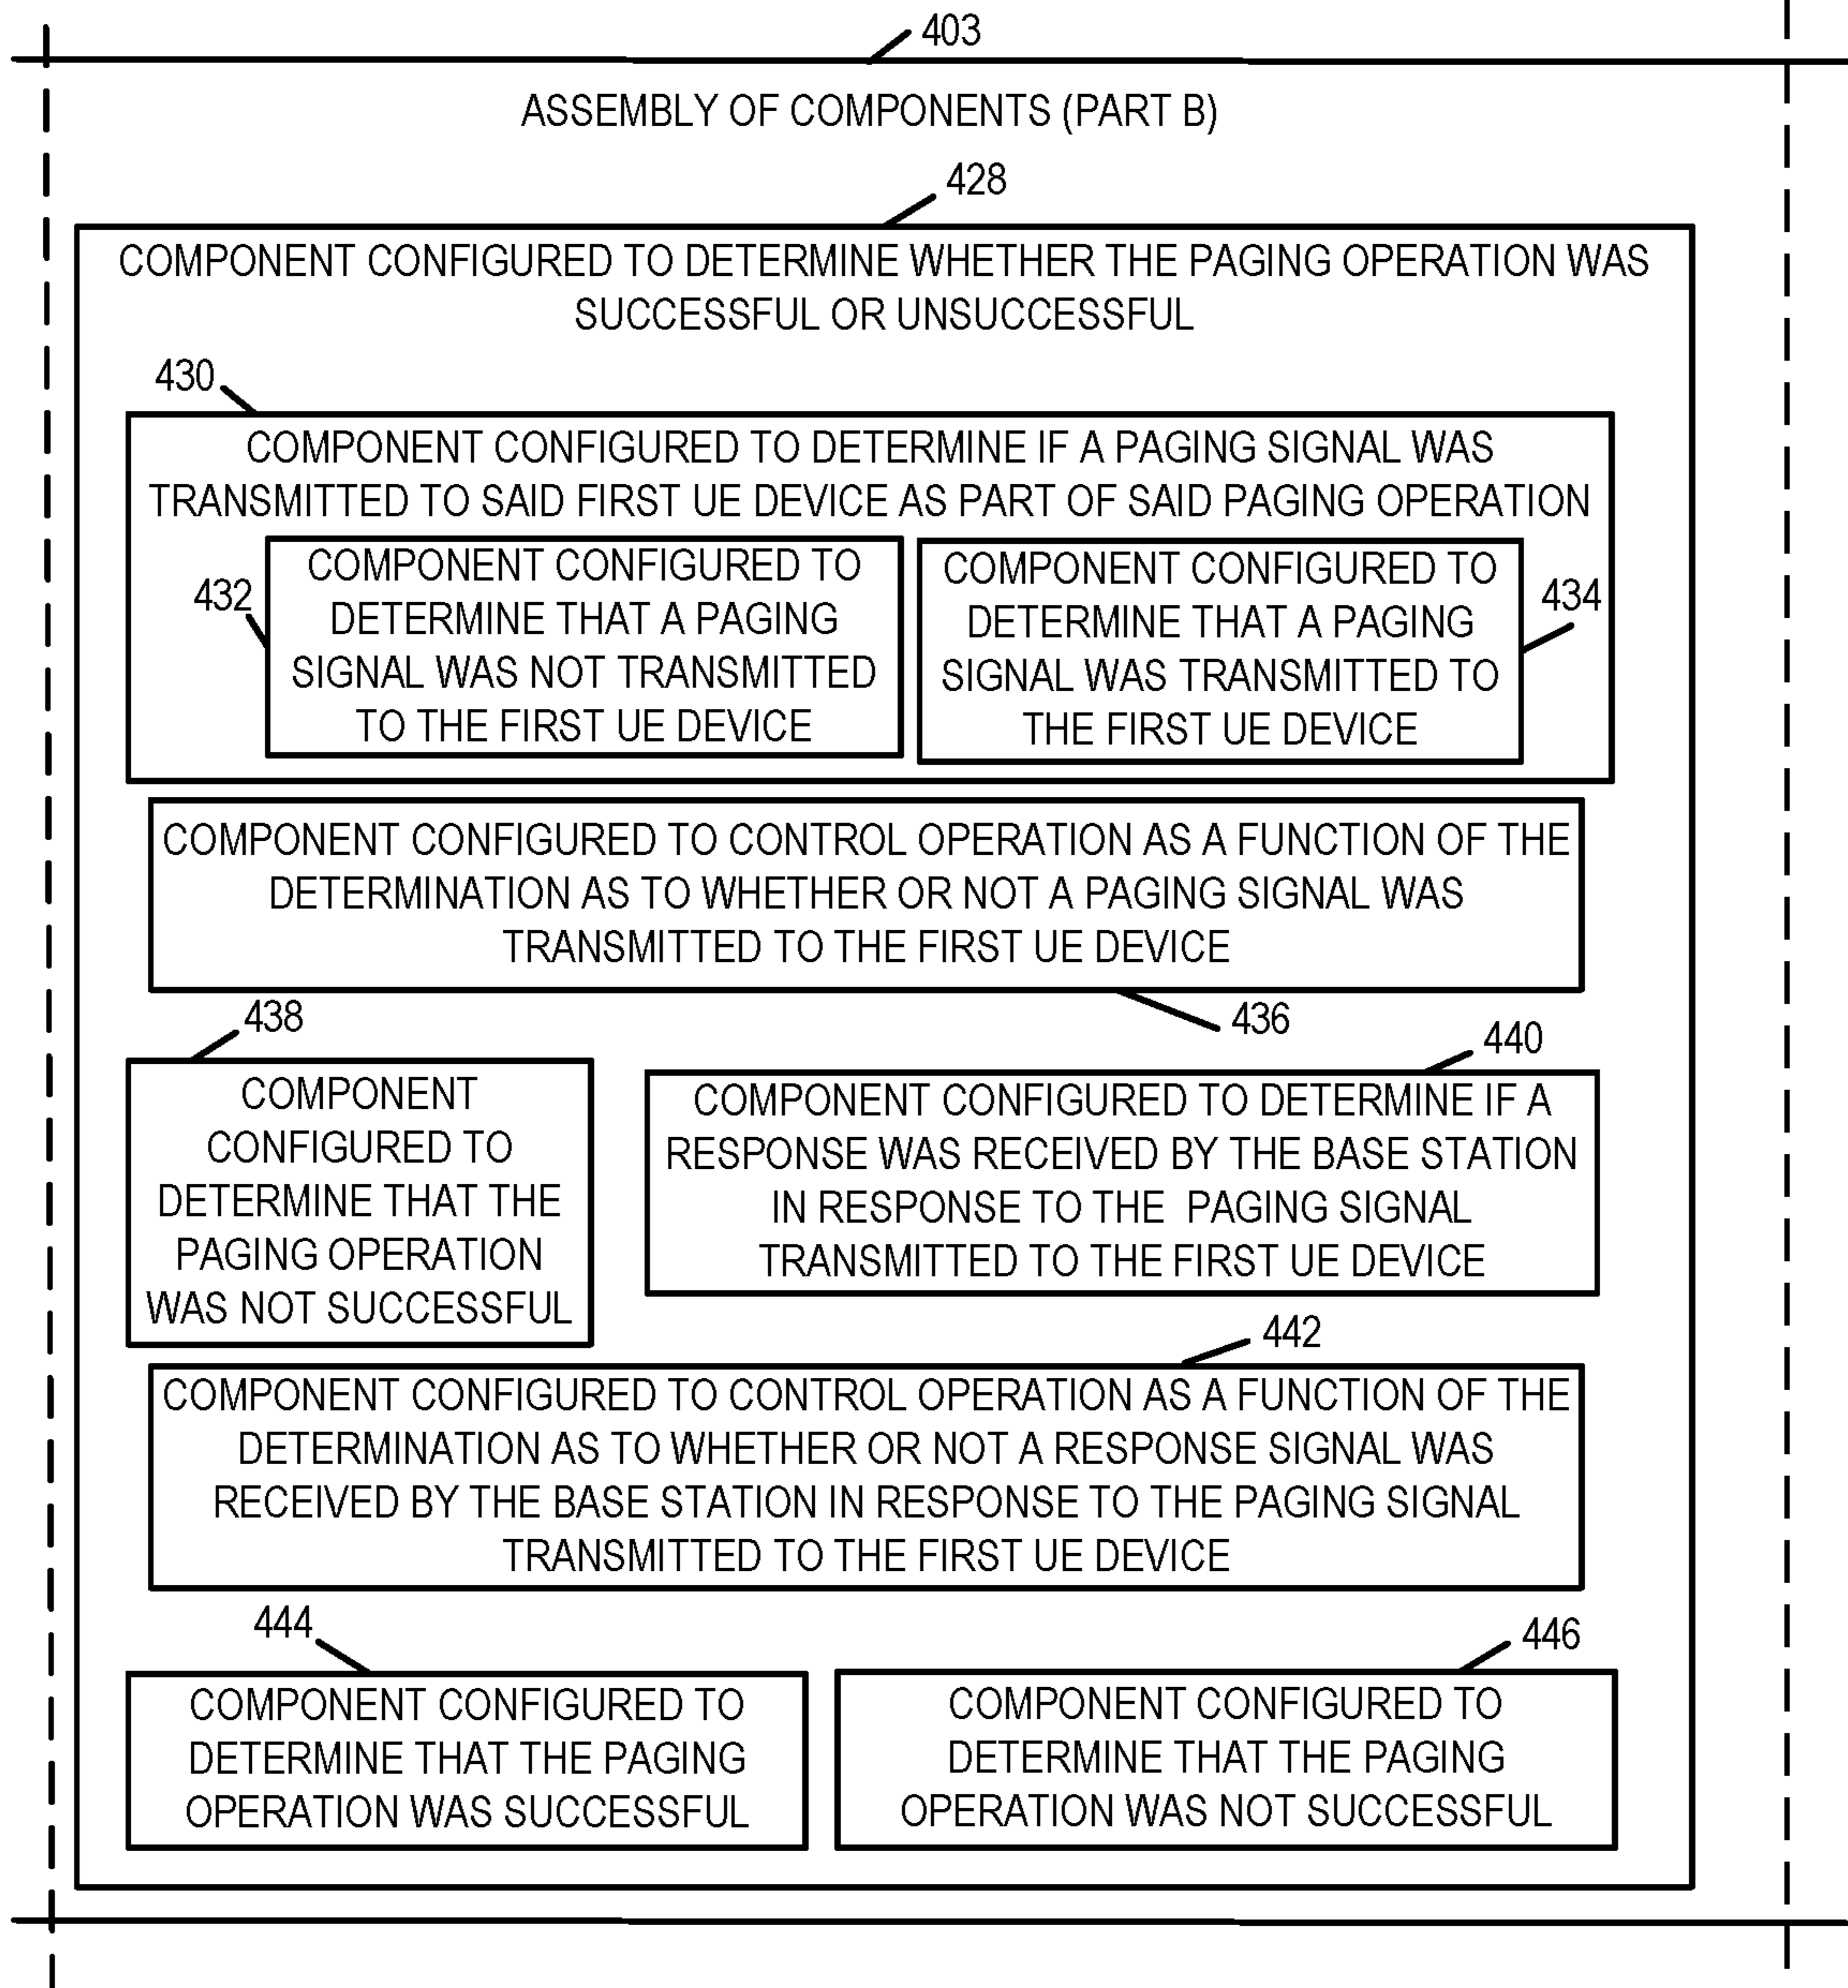 403
ASSEMBLY OF COMPONENTS (PART B)
428
COMPONENT CONFIGURED TO DETERMINE WHETHER THE PAGING OPERATION WAS
SUCCESSFUL OR UNSUCCESSFUL
430
COMPONENT CONFIGURED TO DETERMINE IF A PAGING SIGNAL WAS
TRANSMITTED TO SAID FIRST UE DEVICE AS PART OF SAID PAGING OPERATION
432
COMPONENT CONFIGURED TO
DETERMINE THAT A PAGING
SIGNAL WAS NOT TRANSMITTED
TO THE FIRST UE DEVICE
COMPONENT CONFIGURED TO
DETERMINE THAT A PAGING
SIGNAL WAS TRANSMITTED TO
THE FIRST UE DEVICE
434
COMPONENT CONFIGURED TO CONTROL OPERATION AS A FUNCTION OF THE
DETERMINATION AS TO WHETHER OR NOT A PAGING SIGNAL WAS
TRANSMITTED TO THE FIRST UE DEVICE
436
438
COMPONENT
CONFIGURED TO
DETERMINE THAT THE
PAGING OPERATION
WAS NOT SUCCESSFUL
440
COMPONENT CONFIGURED TO DETERMINE IF A
RESPONSE WAS RECEIVED BY THE BASE STATION
IN RESPONSE TO THE PAGING SIGNAL
TRANSMITTED TO THE FIRST UE DEVICE
442
COMPONENT CONFIGURED TO CONTROL OPERATION AS A FUNCTION OF THE
DETERMINATION AS TO WHETHER OR NOT A RESPONSE SIGNAL WAS
RECEIVED BY THE BASE STATION IN RESPONSE TO THE PAGING SIGNAL
TRANSMITTED TO THE FIRST UE DEVICE
444
COMPONENT CONFIGURED TO
DETERMINE THAT THE PAGING
OPERATION WAS SUCCESSFUL
446
COMPONENT CONFIGURED TO
DETERMINE THAT THE PAGING
OPERATION WAS NOT SUCCESSFUL